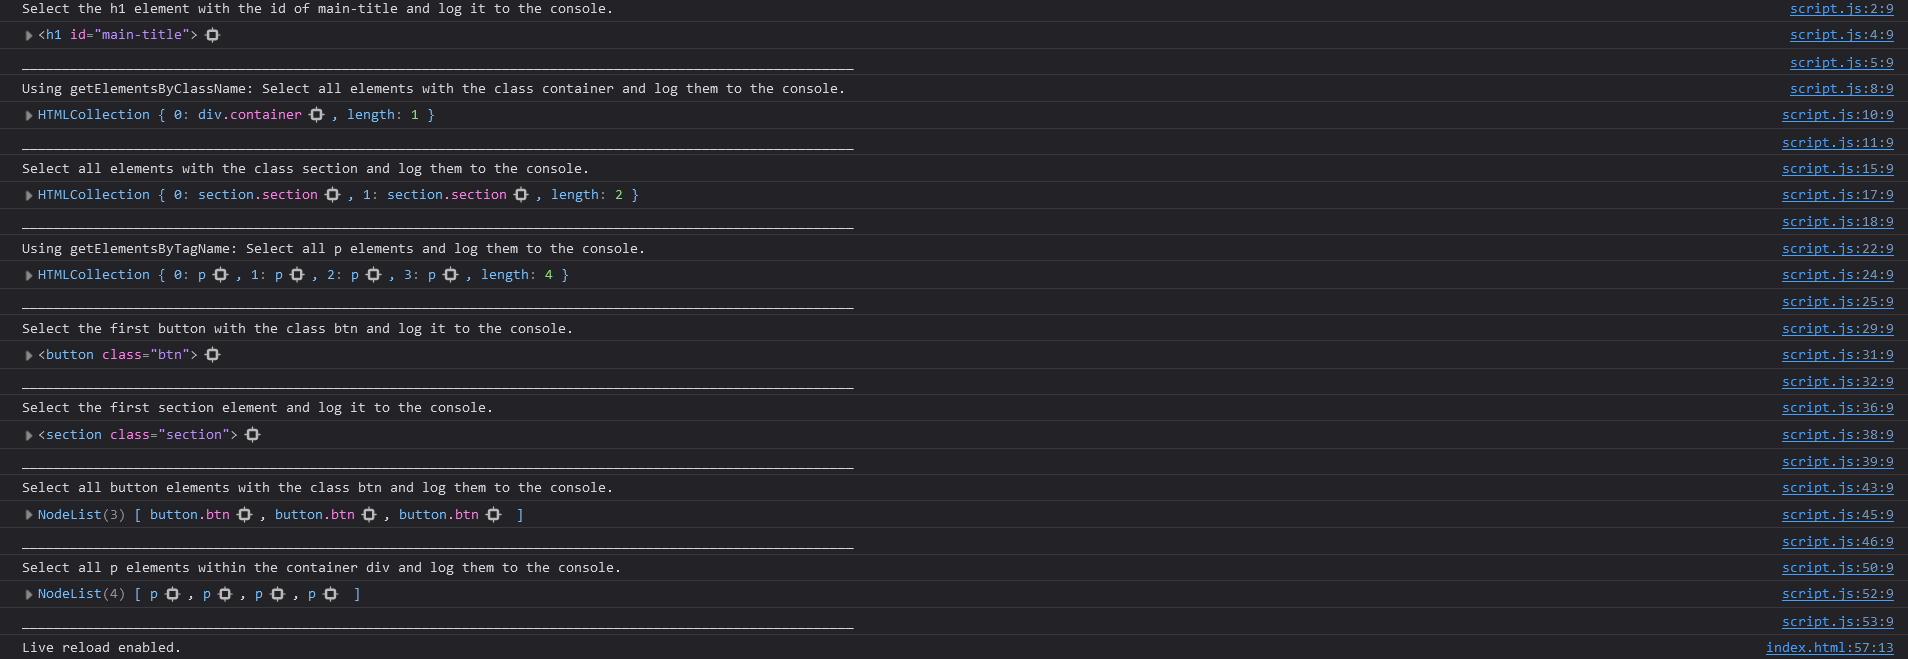 Select the h1 element with the id of main-title and log it to the console. script.js:2:9
<h1 id="main-title"> script.js:4:9
________________________________________________________________________________________________________ script.js:5:9
Using getElementsByClassName: Select all elements with the class container and log them to the console. script.js:8:9
HTMLCollection { 0: div.container , length: 1 } script.js:10:9
________________________________________________________________________________________________________ script.js:11:9
Select all elements with the class section and log them to the console. script.js:15:9
HTMLCollection { 0: section.section , 1: section.section , length: 2 } script.js:17:9
________________________________________________________________________________________________________ script.js:18:9
Using getElementsByTagName: Select all p elements and log them to the console. script.js:22:9
HTMLCollection { 0: p , 1: p , 2: p , 3: p , length: 4 } script.js:24:9
________________________________________________________________________________________________________ script.js:25:9
Select the first button with the class btn and log it to the console. script.js:29:9
<button class="btn"> script.js:31:9
________________________________________________________________________________________________________ script.js:32:9
Select the first section element and log it to the console. script.js:36:9
<section class="section"> script.js:38:9
________________________________________________________________________________________________________ script.js:39:9
Select all button elements with the class btn and log them to the console. script.js:43:9
NodeList(3) [ button.btn , button.btn , button.btn ] script.js:45:9
________________________________________________________________________________________________________ script.js:46:9
Select all p elements within the container div and log them to the console. script.js:50:9
NodeList(4) [ p , p , p , p ] script.js:52:9
________________________________________________________________________________________________________ script.js:53:9
Live reload enabled. index.html:57:13